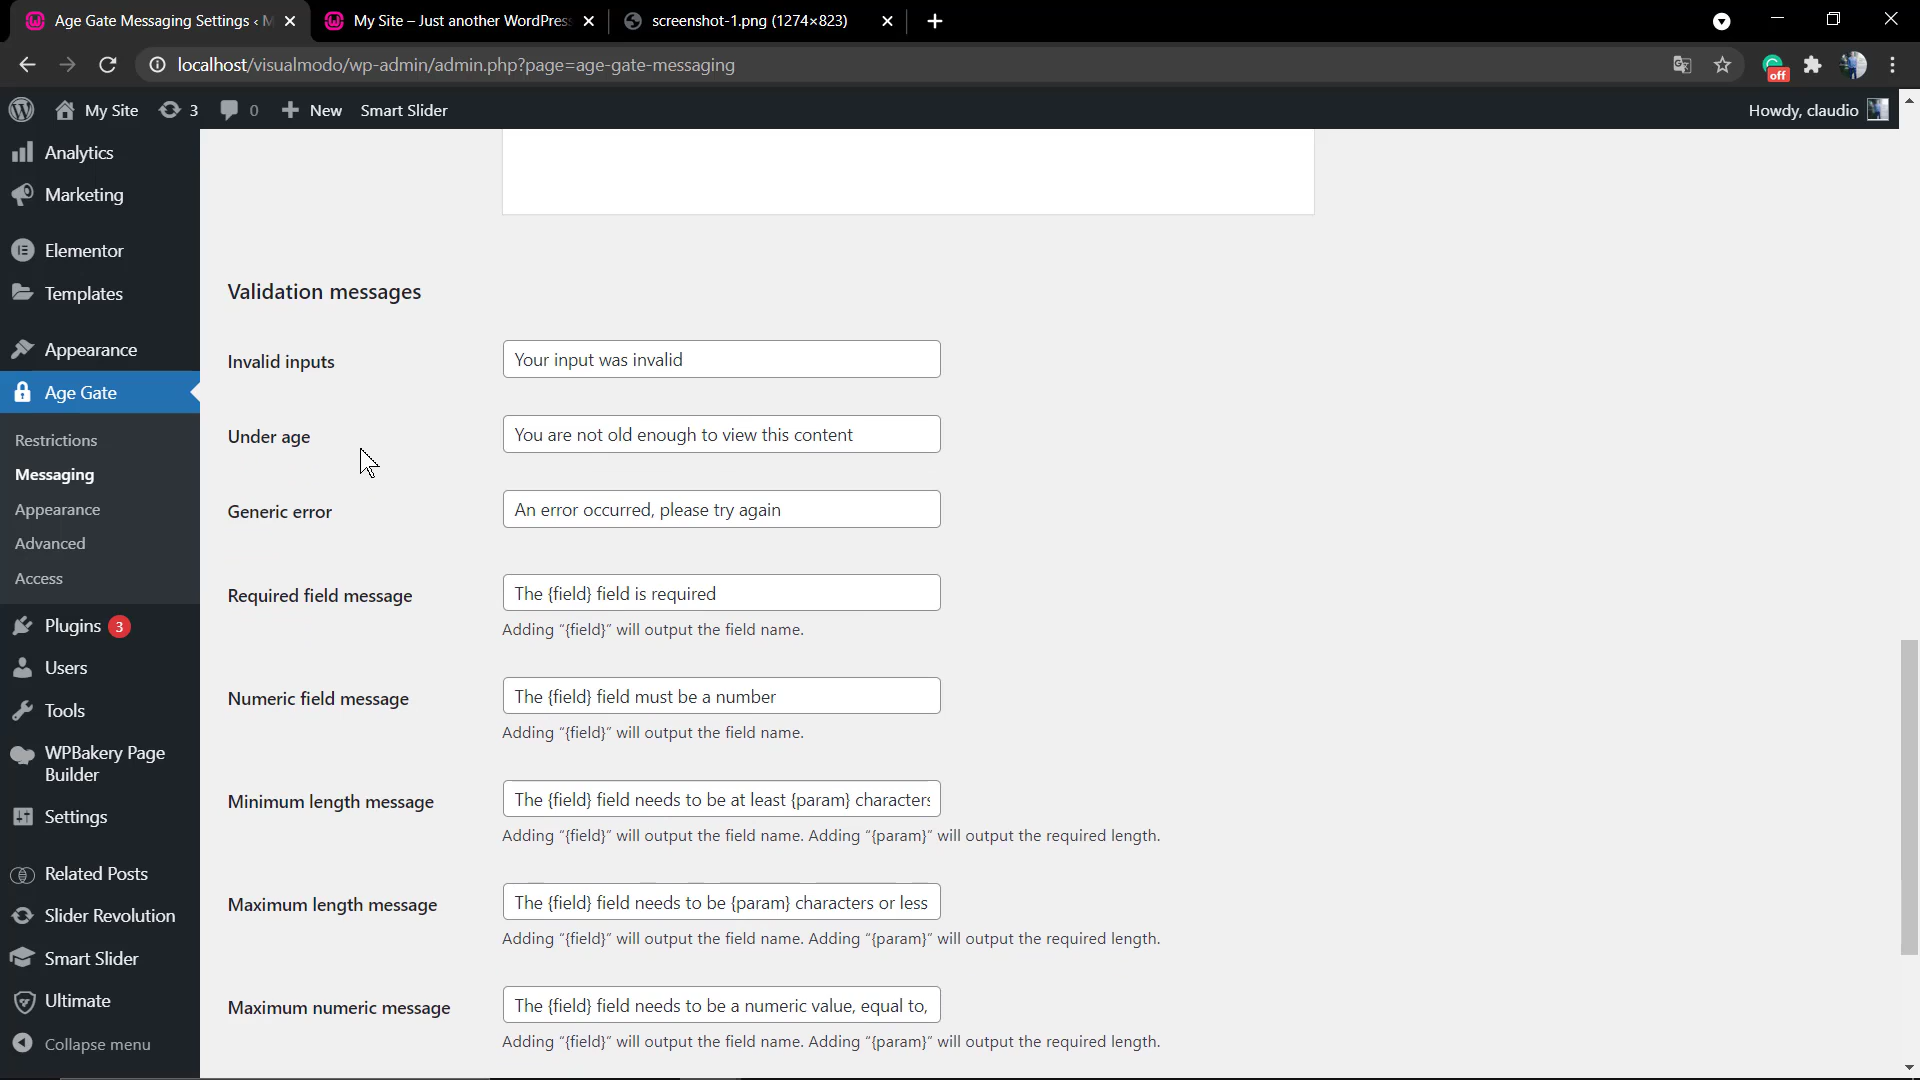 Age Gate Messaging Settings ‹ M
My Site – Just another WordPres
screenshot-1.png (1274×823)
localhost/visualmodo/wp-admin/admin.php?page=age-gate-messaging
off
My Site
3
0
New
Smart Slider
Howdy, claudio
Analytics
Marketing
Elementor
Templates
Appearance
Age Gate
Restrictions
Messaging
Appearance
Advanced
Access
Plugins 3
Users
Tools
WPBakery Page
Builder
Settings
Related Posts
Slider Revolution
Smart Slider
Ultimate
Collapse menu
Validation messages
Invalid inputs
Your input was invalid
Under age
You are not old enough to view this content
Generic error
An error occurred, please try again
Required field message
The {field} field is required
Adding “{field}” will output the field name.
Numeric field message
The {field} field must be a number
Adding “{field}” will output the field name.
Minimum length message
The {field} field needs to be at least {param} characters
Adding “{field}” will output the field name. Adding “{param}” will output the required length.
Maximum length message
The {field} field needs to be {param} characters or less
Adding “{field}” will output the field name. Adding “{param}” will output the required length.
Maximum numeric message
The {field} field needs to be a numeric value, equal to,
Adding “{field}” will output the field name. Adding “{param}” will output the required length.